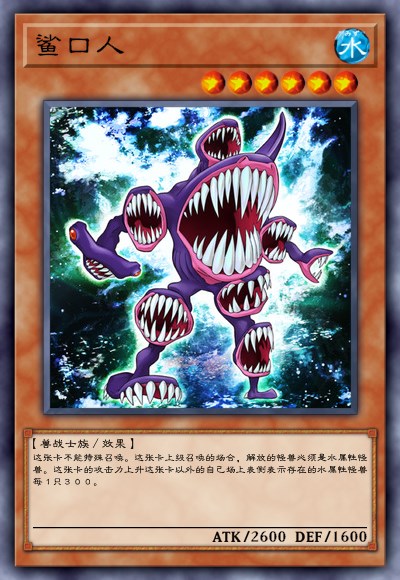 鲨口人
水
【兽战士族／效果】
这张卡不能特殊召唤。这张卡上级召唤的场合，解放的怪兽必须是水属性怪
兽。这张卡的攻击力上升这张卡以外的自己场上表侧表示存在的水属性怪兽
每１只３００。
ATK/2600 DEF/1600